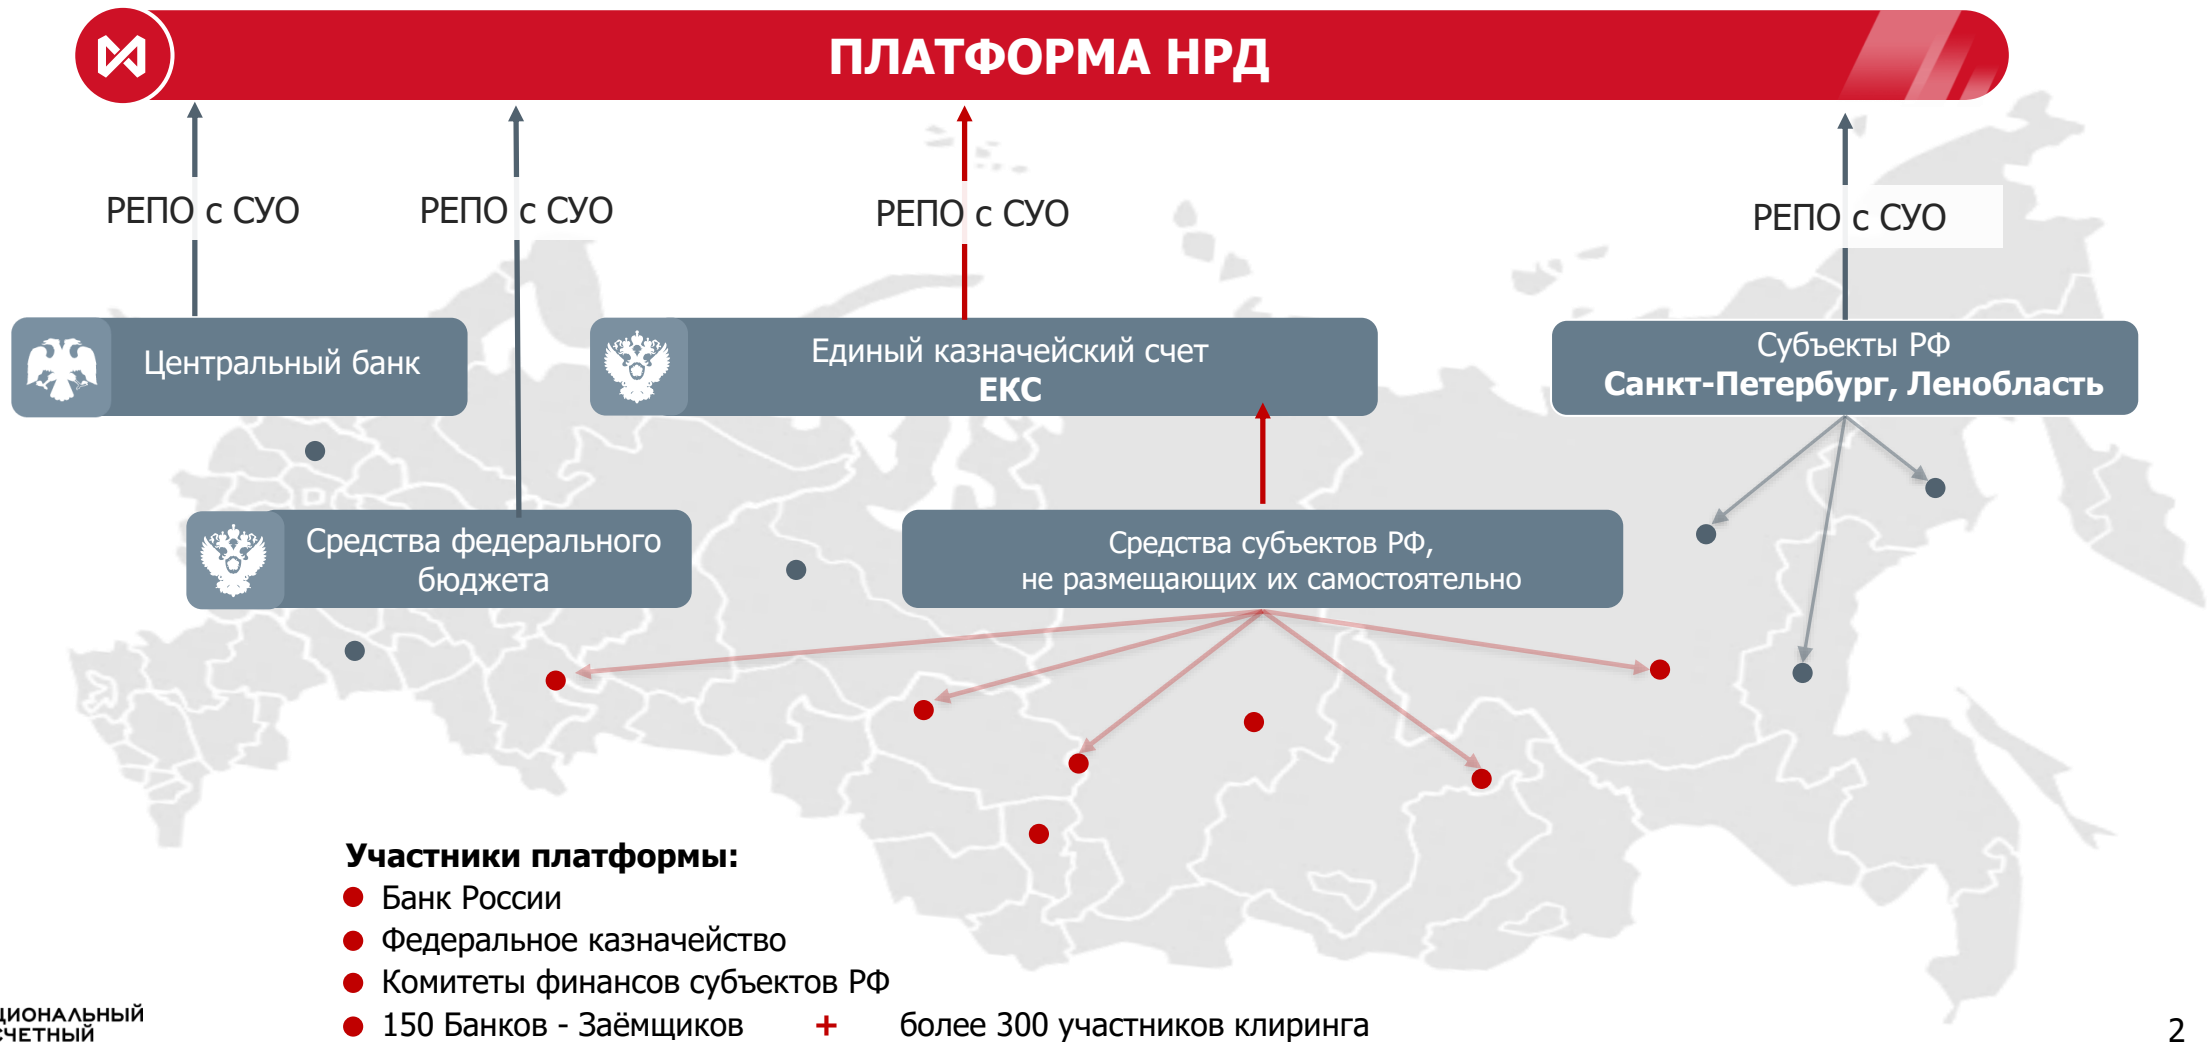 ПЛАТФОРМА НРД
РЕПО с СУО
РЕПО с СУО
РЕПО с СУО
РЕПО с СУО
Центральный банк
Единый казначейский счет
ЕКС
Субъекты РФ
Санкт-Петербург, Ленобласть
Средства федерального
бюджета
Средства субъектов РФ,
не размещающих их самостоятельно
Участники платформы:
Банк России
Федеральное казначейство
Комитеты финансов субъектов РФ
150 Банков - Заёмщиков + более 300 участников клиринга
2